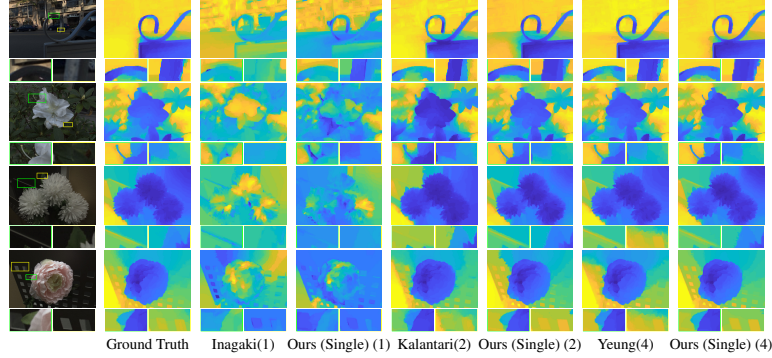 Ground Truth Inagaki(1) Ours (Single) (1) Kalantari(2) Ours (Single) (2) Yeung(4) Ours (Single) (4)